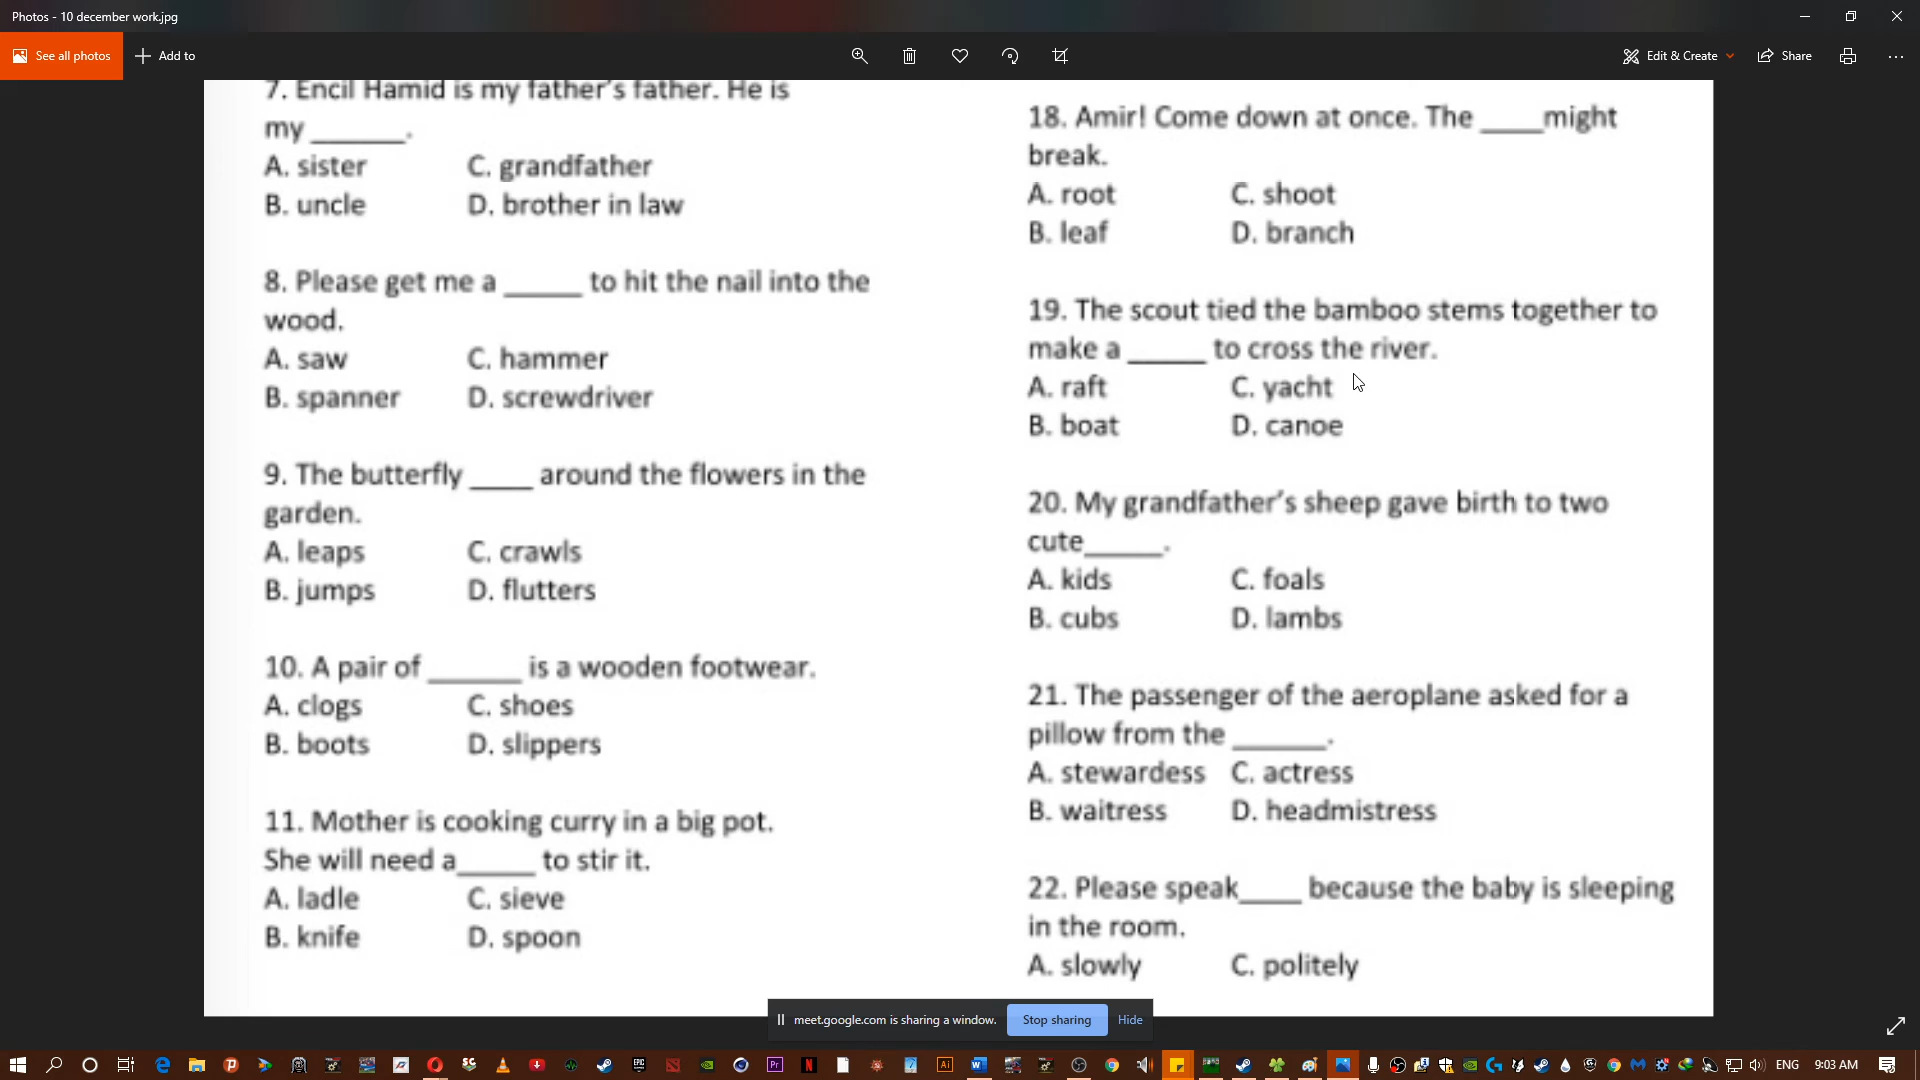 Photos - 10 december work.jpg
See all photos
Add to
Edit & Create
Share
7. Encil Hamid is my father's father. He is
my ______.
A. sister C. grandfather
B. uncle D. brother in law
8. Please get me a _____ to hit the nail into the
wood.
A. saw C. hammer
B. spanner D. screwdriver
9. The butterfly ____ around the flowers in the
garden.
A. leaps C. crawls
B. jumps D. flutters
10. A pair of ______ is a wooden footwear.
A. clogs C. shoes
B. boots D. slippers
11. Mother is cooking curry in a big pot.
She will need a_____ to stir it.
A. ladle C. sieve
B. knife D. spoon
18. Amir! Come down at once. The ____might
break.
A. root C. shoot
B. leaf D. branch
19. The scout tied the bamboo stems together to
make a _____ to cross the river.
A. raft C. yacht
B. boat D. canoe
20. My grandfather's sheep gave birth to two
cute_____.
A. kids C. foals
B. cubs D. lambs
21. The passenger of the aeroplane asked for a
pillow from the ______.
A. stewardess C. actress
B. waitress D. headmistress
22. Please speak____ because the baby is sleeping
in the room.
A. slowly C. politely
meet.google.com is sharing a window. Stop sharing Hide
ENG 9:03 AM